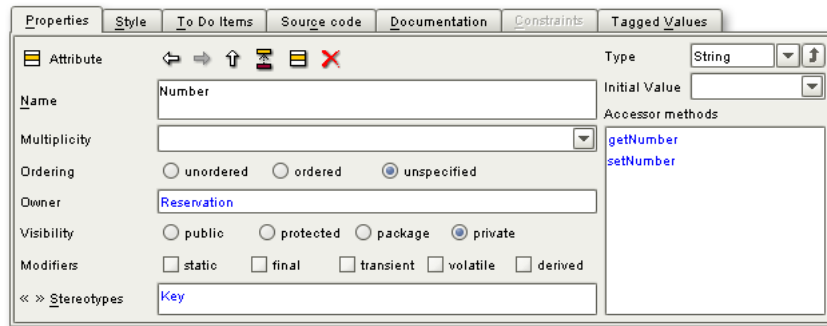 Properties Style To Do Items Source code Documentation Constraints Tagged Values
Attribute
Type String
Name Number
Initial Value
Accessor methods
getNumber
setNumber
Multiplicity
Ordering unordered ordered unspecified
Owner Reservation
Visibility public protected package private
Modifiers static final transient volatile derived
« » Stereotypes Key